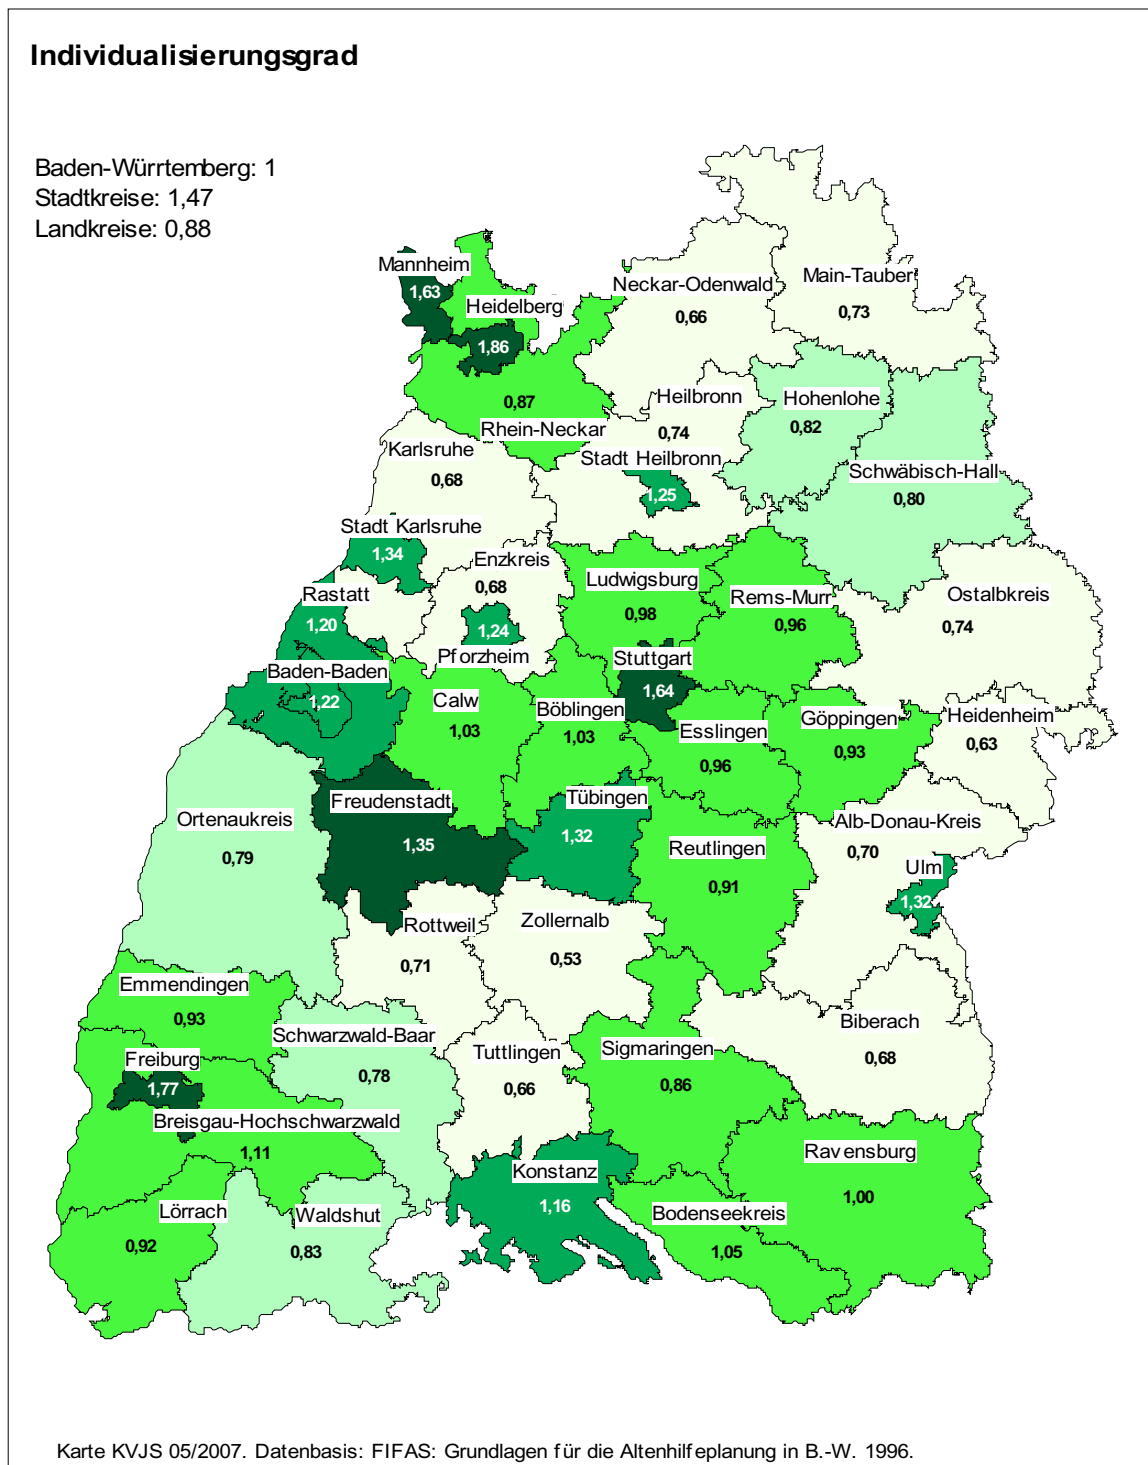 Individualisierungsgrad
Baden-Würrtemberg: 1
Stadtkreise: 1,47
Landkreise: 0,88
Mannheim
1,63
Heidelberg
1,86
Neckar-Odenwald
0,66
Main-Tauber
0,73
0,87
Rhein-Neckar
Heilbronn
0,74
Hohenlohe
0,82
Karlsruhe
0,68
Stadt Heilbronn
1,25
Schwäbisch-Hall
0,80
Stadt Karlsruhe
1,34
Enzkreis
0,68
Ludwigsburg
0,98
Rems-Murr
0,96
Ostalbkreis
0,74
Rastatt
1,20
1,24
Pforzheim
Stuttgart
1,64
Baden-Baden
1,22
Calw
1,03
Böblingen
1,03
Esslingen
0,96
Göppingen
0,93
Heidenheim
0,63
Ortenaukreis
0,79
Freudenstadt
1,35
Tübingen
1,32
Reutlingen
0,91
Alb-Donau-Kreis
0,70
Ulm
1,32
Rottweil
0,71
Zollernalb
0,53
Emmendingen
0,93
Schwarzwald-Baar
0,78
Tuttlingen
0,66
Sigmaringen
0,86
Biberach
0,68
Freiburg
1,77
Breisgau-Hochschwarzwald
1,11
Konstanz
1,16
Ravensburg
1,00
Lörrach
0,92
Waldshut
0,83
Bodenseekreis
1,05
Karte KVJS 05/2007. Datenbasis: FIFAS: Grundlagen für die Altenhilfeplanung in B.-W. 1996.